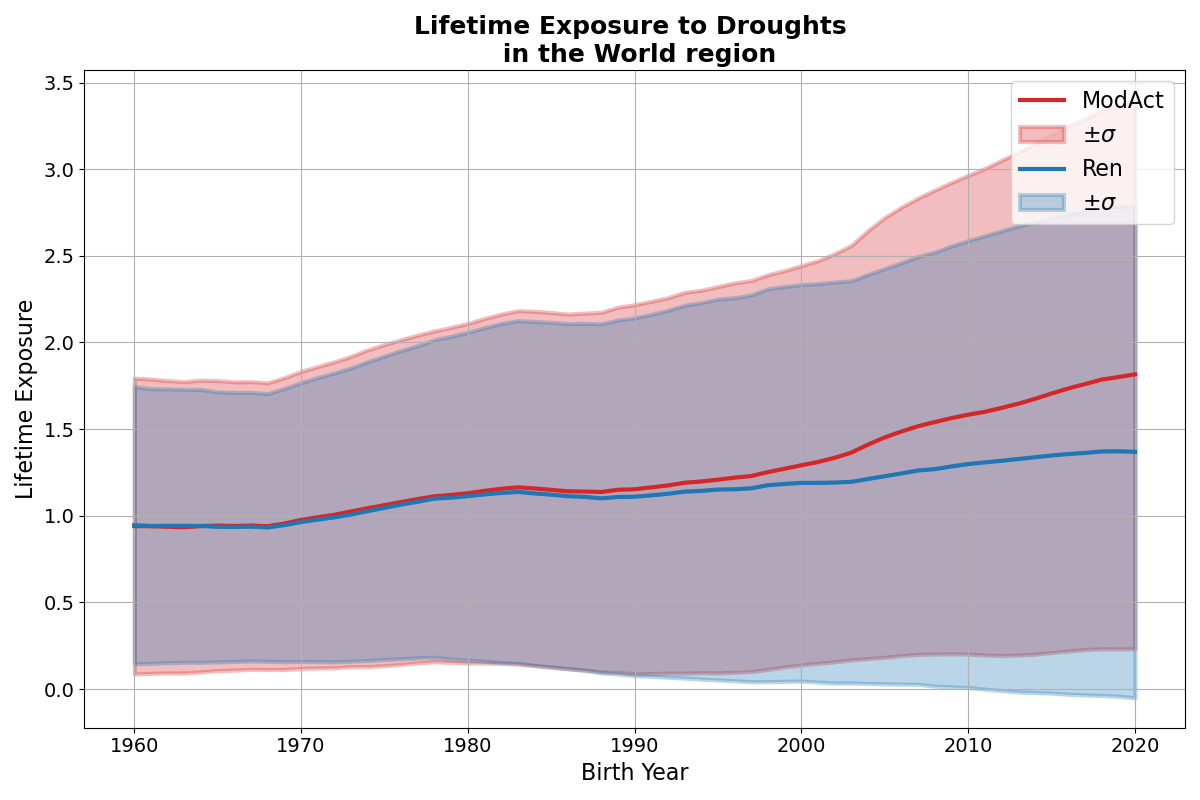 Lifetime Exposure to Droughts
in the World region
Lifetime Exposure
3.5
3.0
2.5
2.0
1.5
1.0
0.5
0.0
ModAct
±σ
Ren
±σ
1960 1970 1980 1990 2000 2010 2020
Birth Year